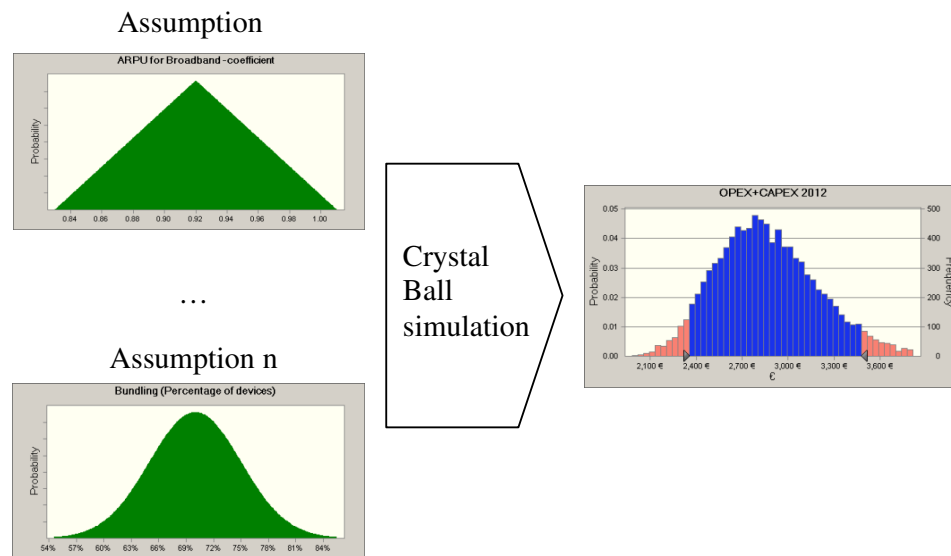 Assumption
ARPU for Broadband -coefficient
Probability
0.84 0.86 0.88 0.90 0.92 0.94 0.96 0.98 1.00
…
Assumption n
Bundling (Percentage of devices)
Probability
54% 57% 60% 63% 66% 69% 72% 75% 78% 81% 84%
Crystal
Ball
simulation
OPEX+CAPEX 2012
0.05
0.04
0.03
0.02
0.01
0.00
Probability
500
400
300
200
100
0
Frequency
2,100 € 2,400 € 2,700 € 3,000 € 3,300 € 3,600 €
€